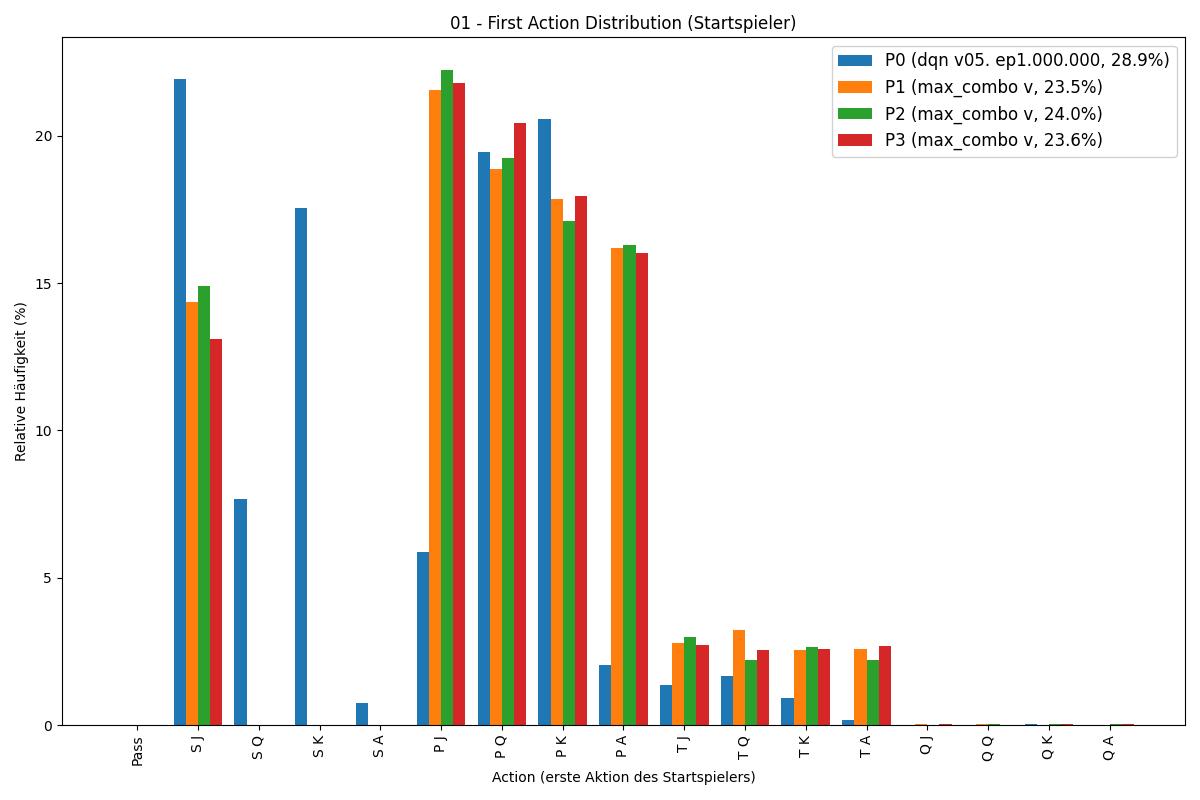 01 - First Action Distribution (Startspieler)
P0 (dqn v05. ep1.000.000, 28.9%)
P1 (max_combo v, 23.5%)
P2 (max_combo v, 24.0%)
P3 (max_combo v, 23.6%)
Relative Häufigkeit (%)
20
15
10
5
0
Pass
S J
S Q
S K
S A
P J
P Q
P K
P A
T J
T Q
T K
T A
Q J
Q Q
Q K
Q A
Action (erste Aktion des Startspielers)